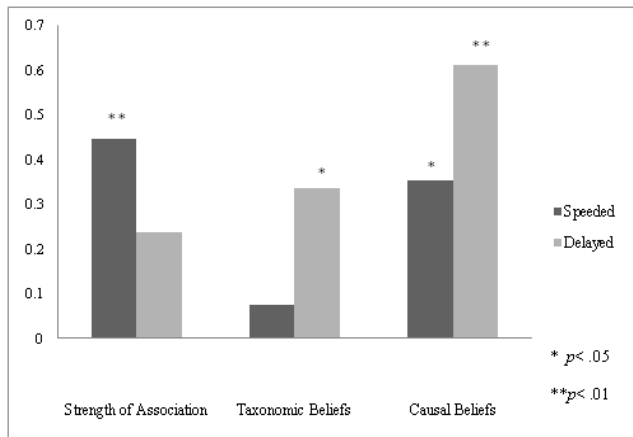 0.7
0.6
0.5
0.4
0.3
0.2
0.1
0
**
*
*
**
Speeded
Delayed
* p< .05
**p< .01
Strength of Association Taxonomic Beliefs Causal Beliefs